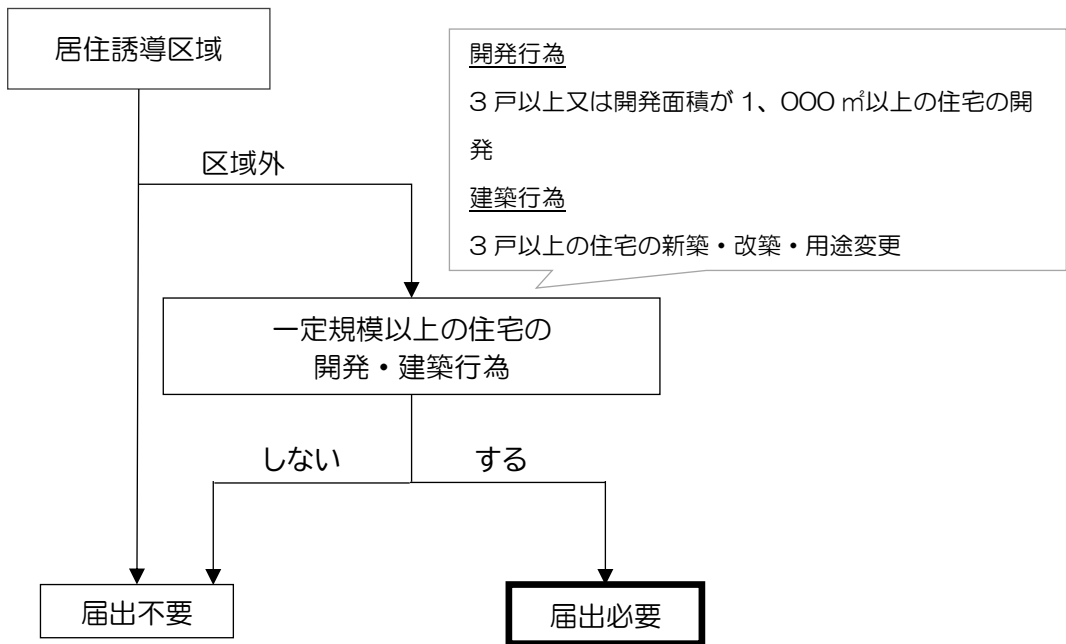 居住誘導区域
開発行為
3戸以上又は開発面積が1、000㎡以上の住宅の開
発
建築行為
3戸以上の住宅の新築・改築・用途変更
区域外
一定規模以上の住宅の
開発・建築行為
しない
する
届出不要
届出必要